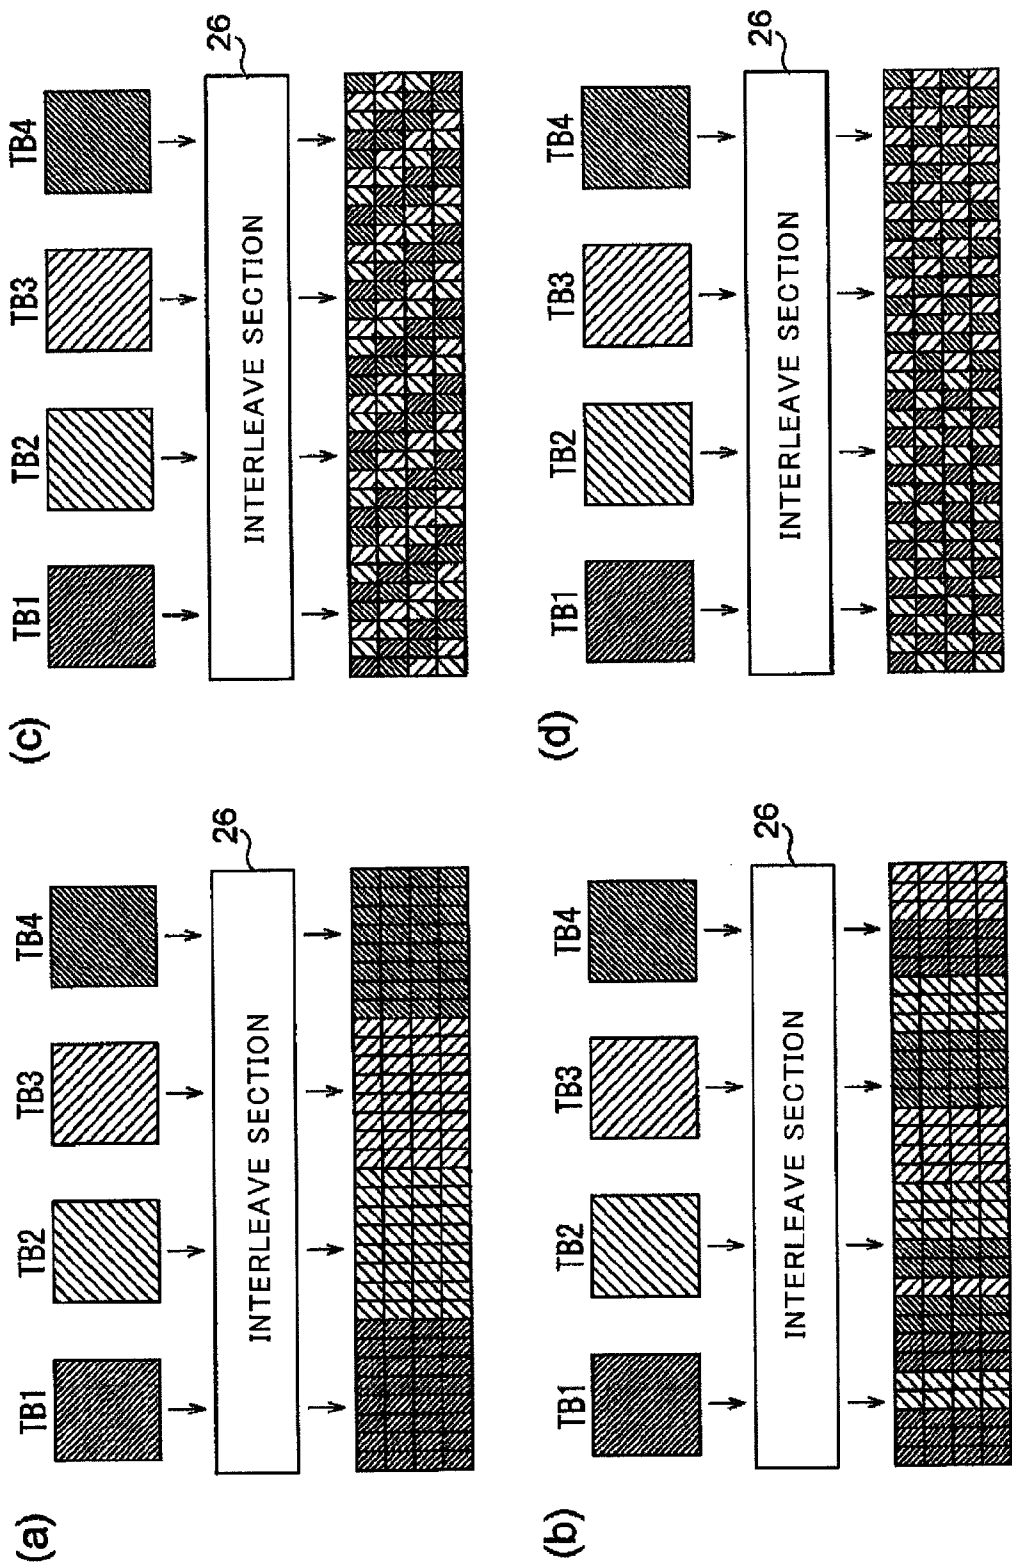 (a)
TB1 TB2 TB3 TB4
26
INTERLEAVE SECTION
(b)
TB1 TB2 TB3 TB4
26
INTERLEAVE SECTION
(c)
TB1 TB2 TB3 TB4
26
INTERLEAVE SECTION
(d)
TB1 TB2 TB3 TB4
26
INTERLEAVE SECTION